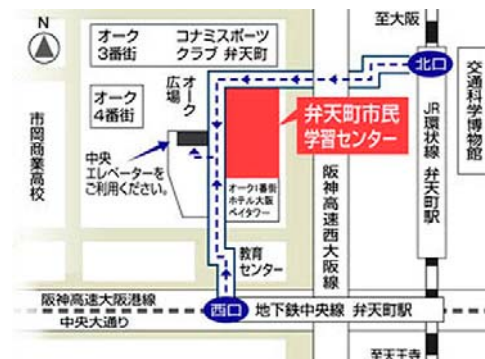 N
オーク
3番街
コナミスポーツ
クラブ 弁天町
至大阪
北口
オーク
4番街
オーク
広場
弁天町市民
学習センター
交通科学博物館
市岡商業高校
中央
エレベーターを
ご利用ください。
オーク1番街
ホテル大阪
ベイタワー
阪神高速西大阪線
JR環状線 弁天町駅
教育
センター
阪神高速大阪港線
中央大通り
西口
地下鉄中央線 弁天町駅
至天王寺